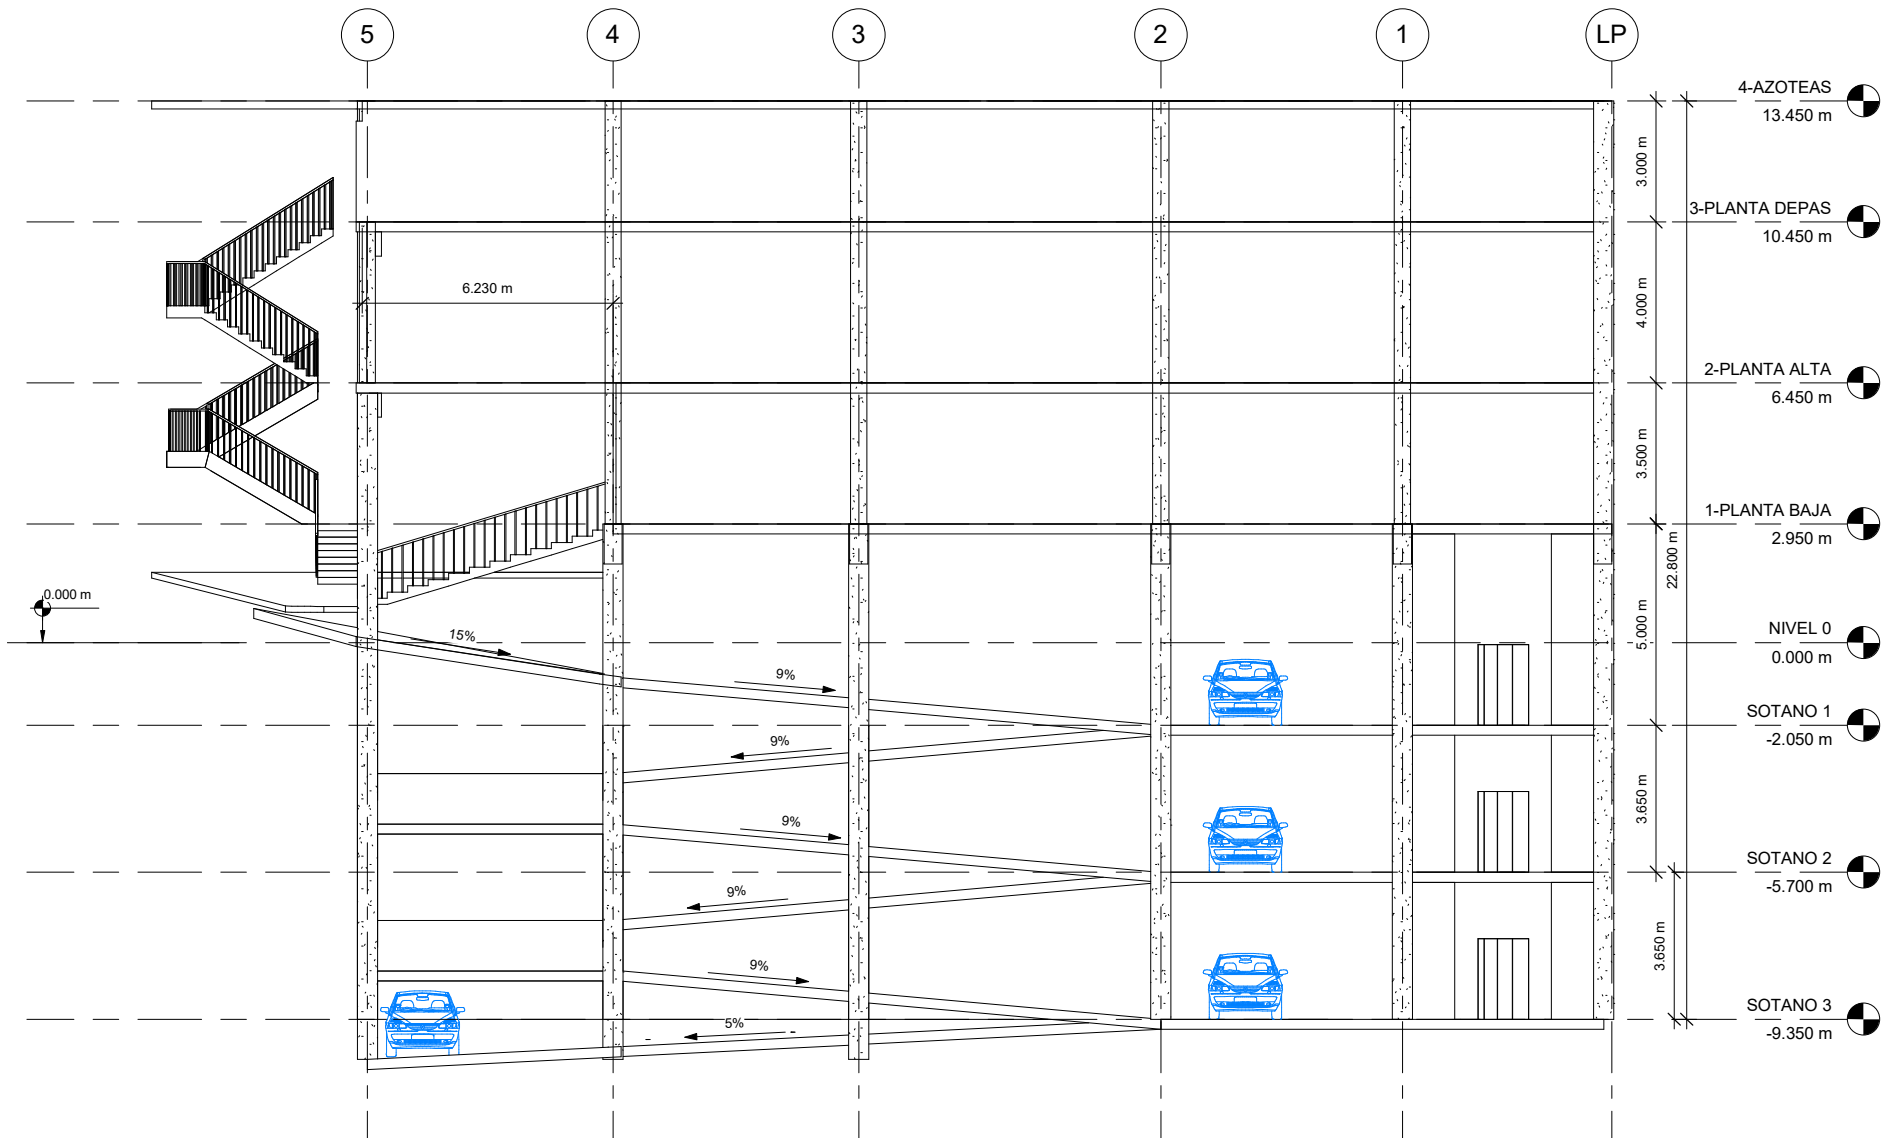 5 4 3 2 1 LP
4-AZOTEAS
13.450 m
3.000 m
3-PLANTA DEPAS
10.450 m
6.230 m
4.000 m
2-PLANTA ALTA
6.450 m
3.500 m
1-PLANTA BAJA
2.950 m
22.800 m
0.000 m
15%
5.000 m
NIVEL 0
0.000 m
9%
SOTANO 1
-2.050 m
9%
3.650 m
9%
SOTANO 2
-5.700 m
9%
3.650 m
9%
SOTANO 3
-9.350 m
5%